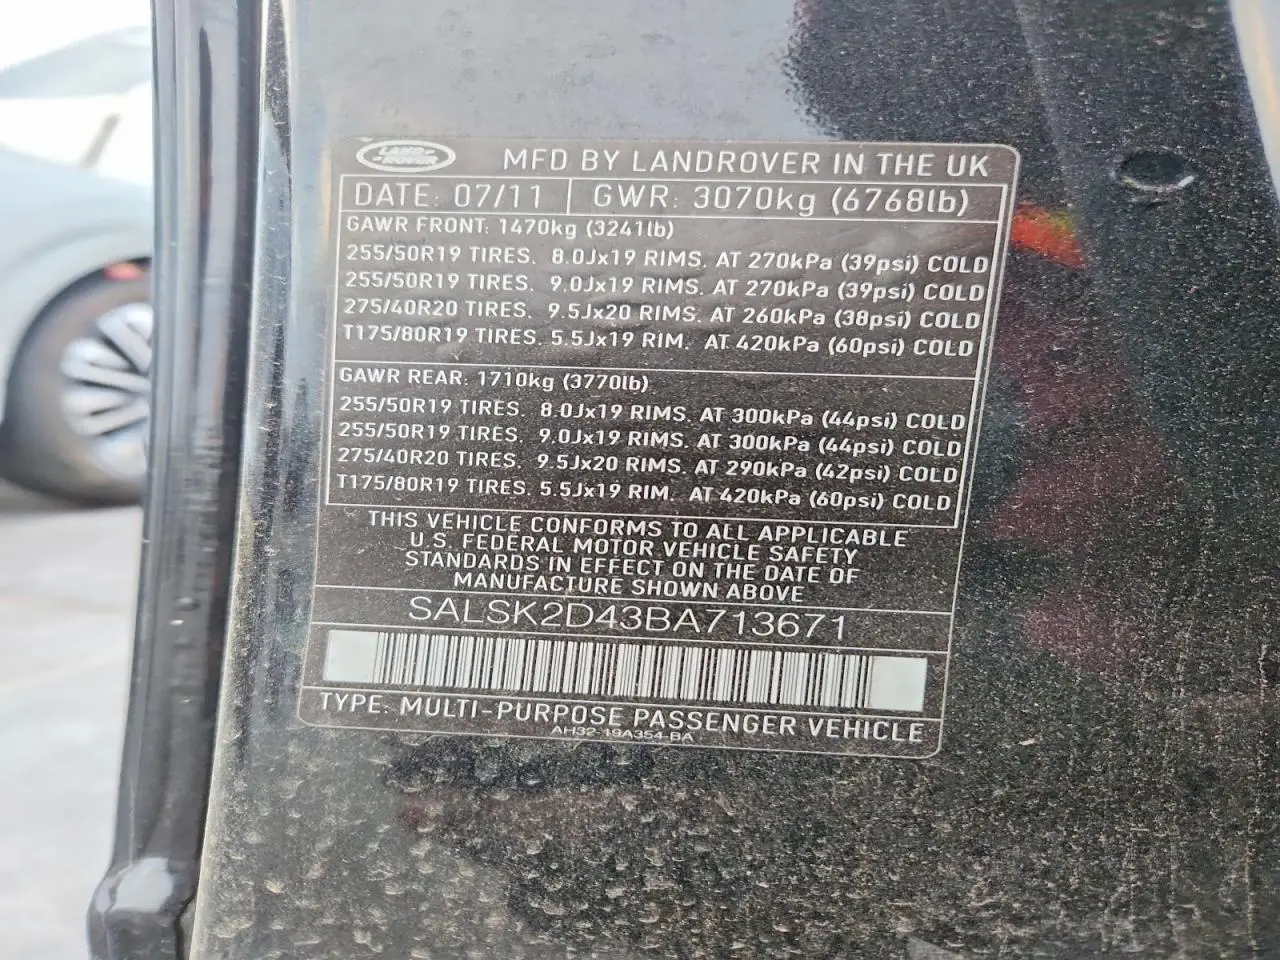 LAND ROVER
MFD BY LANDROVER IN THE UK
DATE: 07/11 GWR: 3070kg (6768lb)
GAWR FRONT: 1470kg (3241lb)
255/50R19 TIRES. 8.0Jx19 RIMS. AT 270kPa (39psi) COLD
255/50R19 TIRES. 9.0Jx19 RIMS. AT 270kPa (39psi) COLD
275/40R20 TIRES. 9.5Jx20 RIMS. AT 260kPa (38psi) COLD
T175/80R19 TIRES. 5.5Jx19 RIM. AT 420kPa (60psi) COLD
GAWR REAR: 1710kg (3770lb)
255/50R19 TIRES. 8.0Jx19 RIMS. AT 300kPa (44psi) COLD
255/50R19 TIRES. 9.0Jx19 RIMS. AT 300kPa (44psi) COLD
275/40R20 TIRES. 9.5Jx20 RIMS. AT 290kPa (42psi) COLD
T175/80R19 TIRES. 5.5Jx19 RIM. AT 420kPa (60psi) COLD
THIS VEHICLE CONFORMS TO ALL APPLICABLE
U.S. FEDERAL MOTOR VEHICLE SAFETY
STANDARDS IN EFFECT ON THE DATE OF
MANUFACTURE SHOWN ABOVE
SALSK2D43BA713671
TYPE: MULTI-PURPOSE PASSENGER VEHICLE
AH32-19A354-BA